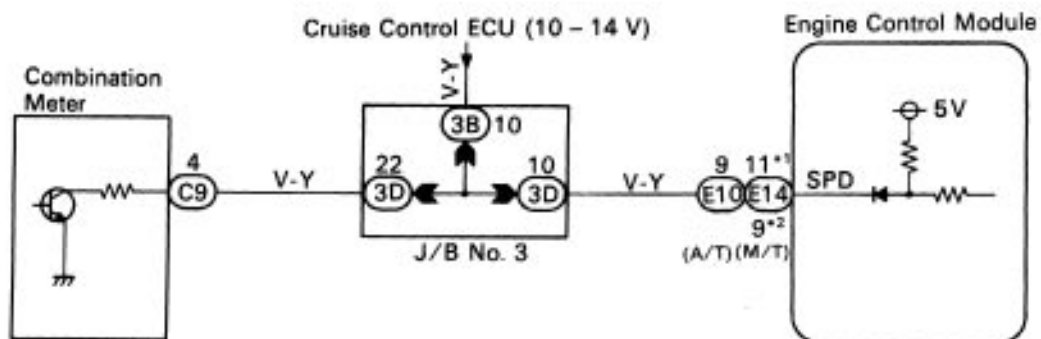 Cruise Control ECU (10 – 14 V)
Engine Control Module
Combination
Meter
V-Y
3B 10
5V
4
C9
V-Y
22
3D
10
3D
V-Y
9
E10
11*1
E14
SPD
9*2
(A/T) (M/T)
J/B No. 3